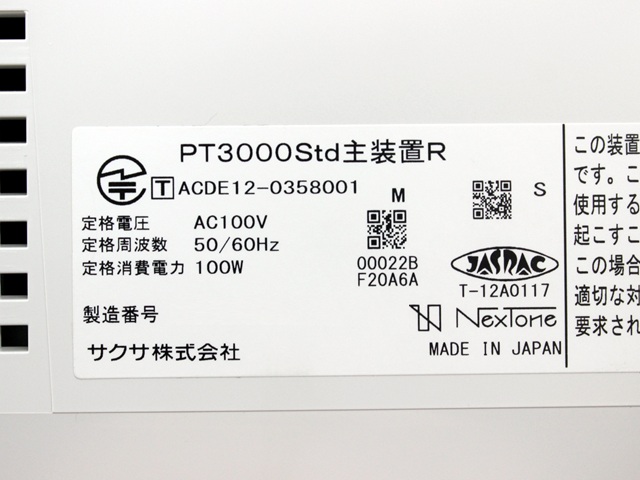 PT3000Std主装置R
T ACDE12-0358001
M
S
定格電圧 AC100V
定格周波数 50/60Hz
定格消費電力 100W
00022B
F20A6A
JASRAC
T-12A0117
製造番号
NexTone
サクサ株式会社
MADE IN JAPAN
この装置
です。こ
使用する
起こすこ
この場合
適切な対
要求され